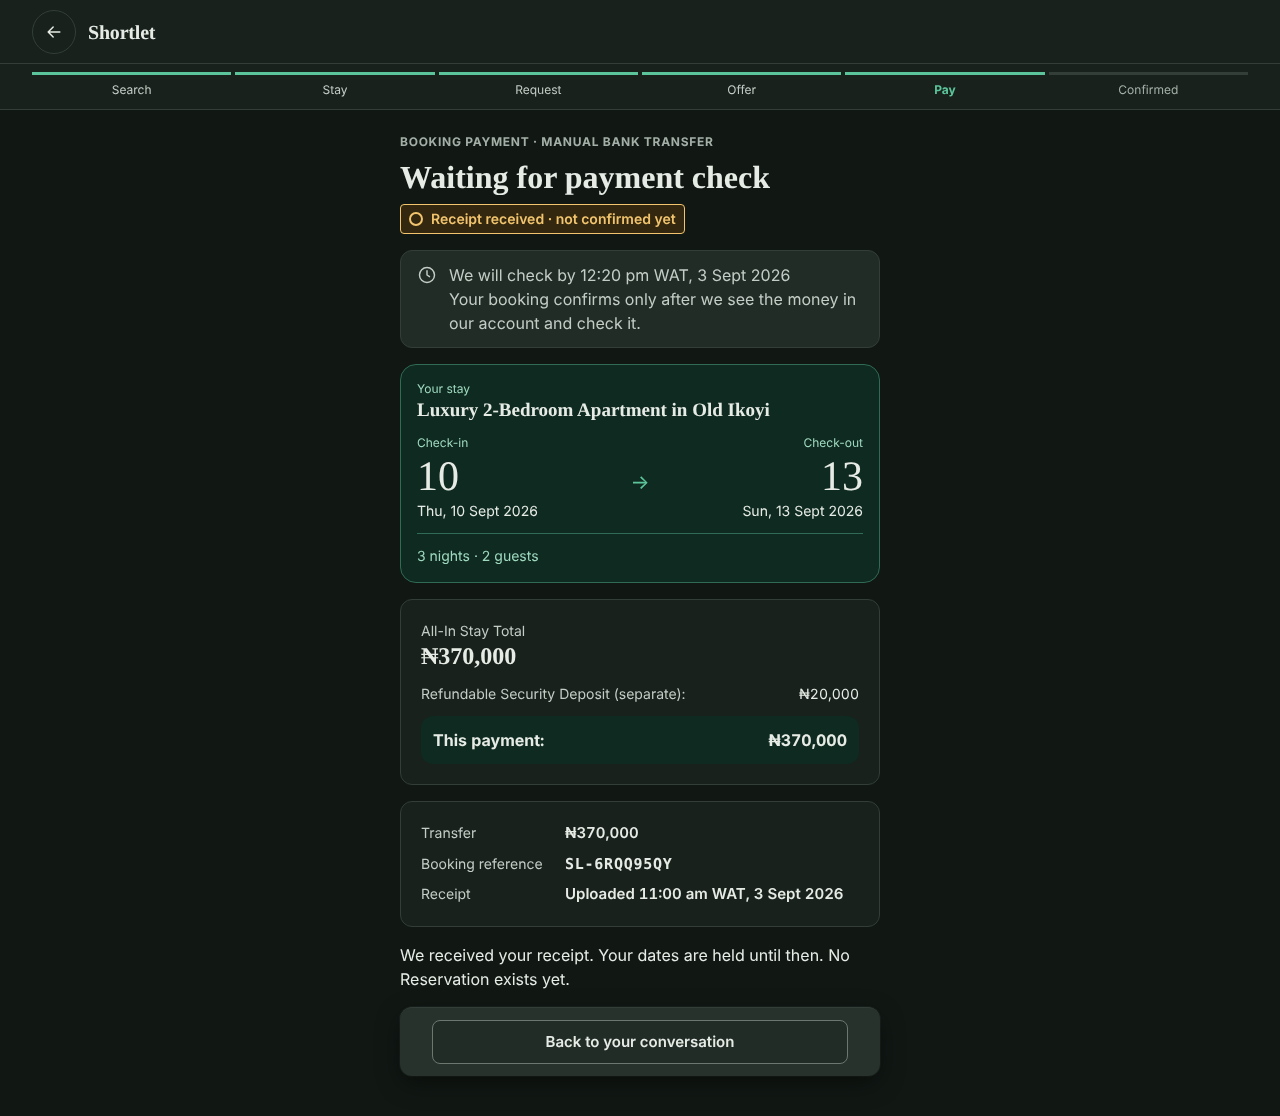 Shortlet
Search
Stay
Request
Offer
Pay
Confirmed
BOOKING PAYMENT · MANUAL BANK TRANSFER
Waiting for payment check
Receipt received · not confirmed yet
We will check by 12:20 pm WAT, 3 Sept 2026
Your booking confirms only after we see the money in
our account and check it.
Your stay
Luxury 2-Bedroom Apartment in Old Ikoyi
Check-in
Check-out
10
→
13
Thu, 10 Sept 2026
Sun, 13 Sept 2026
3 nights · 2 guests
All-In Stay Total
₦370,000
Refundable Security Deposit (separate): ₦20,000
This payment: ₦370,000
Transfer ₦370,000
Booking reference SL-6RQQ95QY
Receipt Uploaded 11:00 am WAT, 3 Sept 2026
We received your receipt. Your dates are held until then. No
Reservation exists yet.
Back to your conversation